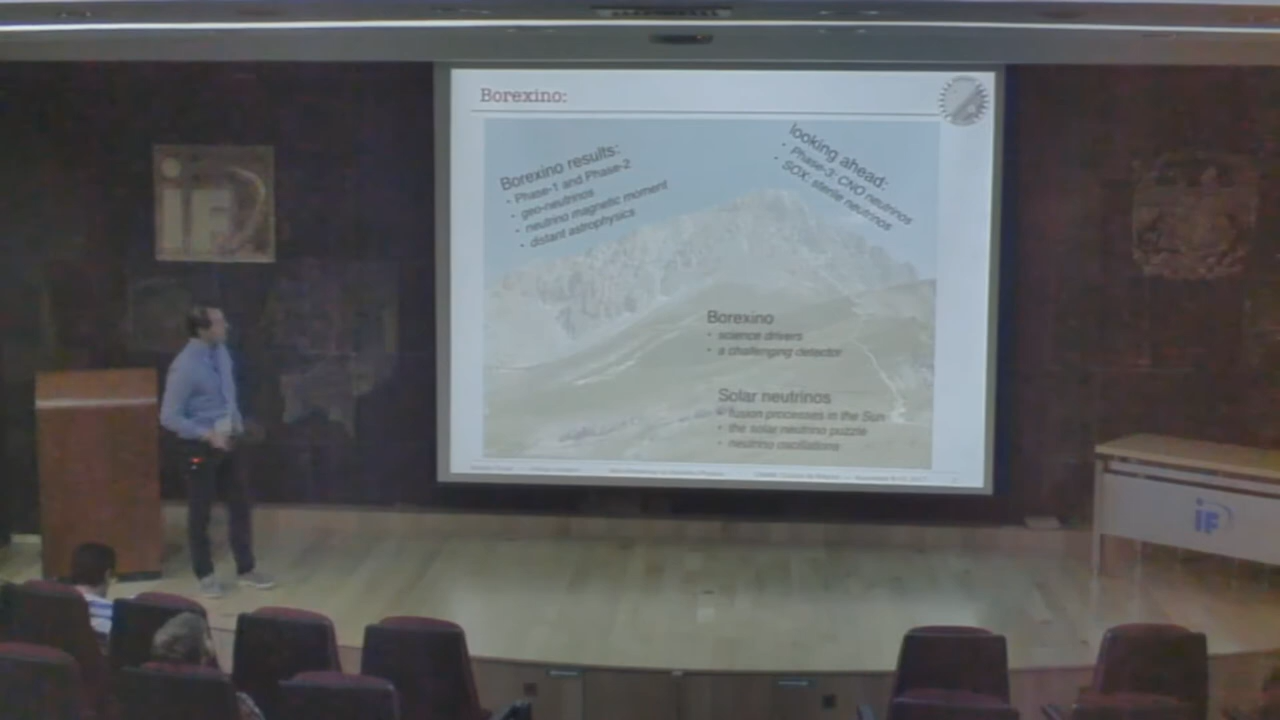 Borexino:
Borexino results:
• Phase-1 and Phase-2
• geo-neutrinos
• neutrino magnetic moment
• distant astrophysics
looking ahead:
• Phase-3: CNO neutrinos
• SOX: sterile neutrinos
Borexino
• science drivers
• a challenging detector
Solar neutrinos
• fusion processes in the Sun
• the solar neutrino puzzle
• neutrino oscillations
iF
iF